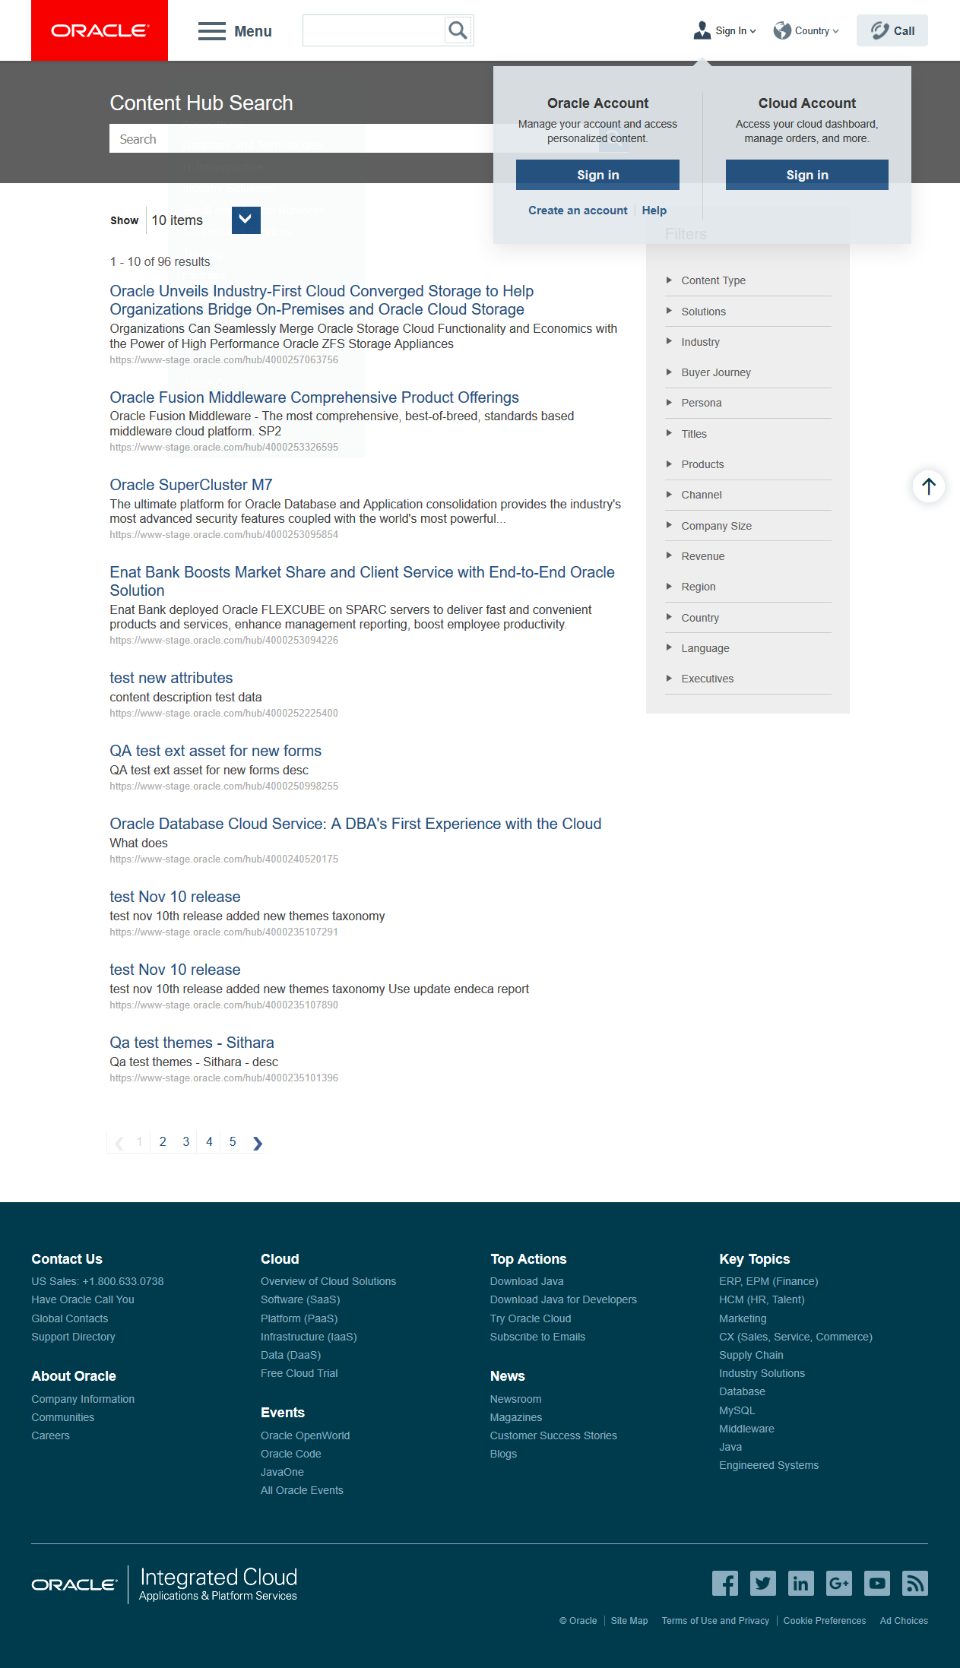 ORACLE
Menu
Sign In
Country
Call
Oracle Account
Manage your account and access
personalized content.
Sign in
Create an account
Help
Cloud Account
Access your cloud dashboard,
manage orders, and more.
Sign in
Content Hub Search
Search
Show
10 items
1 - 10 of 96 results
Oracle Unveils Industry-First Cloud Converged Storage to Help
Organizations Bridge On-Premises and Oracle Cloud Storage
Organizations Can Seamlessly Merge Oracle Storage Cloud Functionality and Economics with
the Power of High Performance Oracle ZFS Storage Appliances
https://www-stage.oracle.com/hub/4000257063756
Oracle Fusion Middleware Comprehensive Product Offerings
Oracle Fusion Middleware - The most comprehensive, best-of-breed, standards based
middleware cloud platform. SP2
https://www-stage.oracle.com/hub/4000253326595
Oracle SuperCluster M7
The ultimate platform for Oracle Database and Application consolidation provides the industry's
most advanced security features coupled with the world's most powerful...
https://www-stage.oracle.com/hub/4000253095854
Enat Bank Boosts Market Share and Client Service with End-to-End Oracle
Solution
Enat Bank deployed Oracle FLEXCUBE on SPARC servers to deliver fast and convenient
products and services, enhance management reporting, boost employee productivity.
https://www-stage.oracle.com/hub/4000253094226
test new attributes
content description test data
https://www-stage.oracle.com/hub/4000252225400
QA test ext asset for new forms
QA test ext asset for new forms desc
https://www-stage.oracle.com/hub/4000250998255
Oracle Database Cloud Service: A DBA's First Experience with the Cloud
What does
https://www-stage.oracle.com/hub/4000240520175
test Nov 10 release
test nov 10th release added new themes taxonomy
https://www-stage.oracle.com/hub/4000235107291
test Nov 10 release
test nov 10th release added new themes taxonomy Use update endeca report
https://www-stage.oracle.com/hub/4000235107890
Qa test themes - Sithara
Qa test themes - Sithara - desc
https://www-stage.oracle.com/hub/4000235101396
1 2 3 4 5
Filters
Content Type
Solutions
Industry
Buyer Journey
Persona
Titles
Products
Channel
Company Size
Revenue
Region
Country
Language
Executives
Contact Us
US Sales: +1.800.633.0738
Have Oracle Call You
Global Contacts
Support Directory
About Oracle
Company Information
Communities
Careers
Cloud
Overview of Cloud Solutions
Software (SaaS)
Platform (PaaS)
Infrastructure (IaaS)
Data (DaaS)
Free Cloud Trial
Events
Oracle OpenWorld
Oracle Code
JavaOne
All Oracle Events
Top Actions
Download Java
Download Java for Developers
Try Oracle Cloud
Subscribe to Emails
News
Newsroom
Magazines
Customer Success Stories
Blogs
Key Topics
ERP, EPM (Finance)
HCM (HR, Talent)
Marketing
CX (Sales, Service, Commerce)
Supply Chain
Industry Solutions
Database
MySQL
Middleware
Java
Engineered Systems
ORACLE
Integrated Cloud
Applications & Platform Services
© Oracle
Site Map
Terms of Use and Privacy
Cookie Preferences
Ad Choices